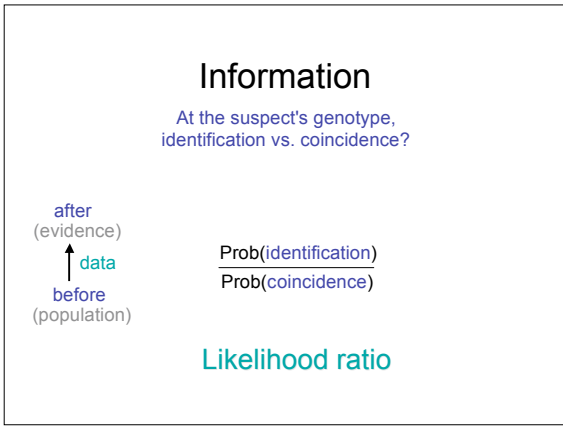 Information
At the suspect's genotype,
identification vs. coincidence?
after
(evidence)
data
before
(population)
Prob(identification)
Prob(coincidence)
Likelihood ratio